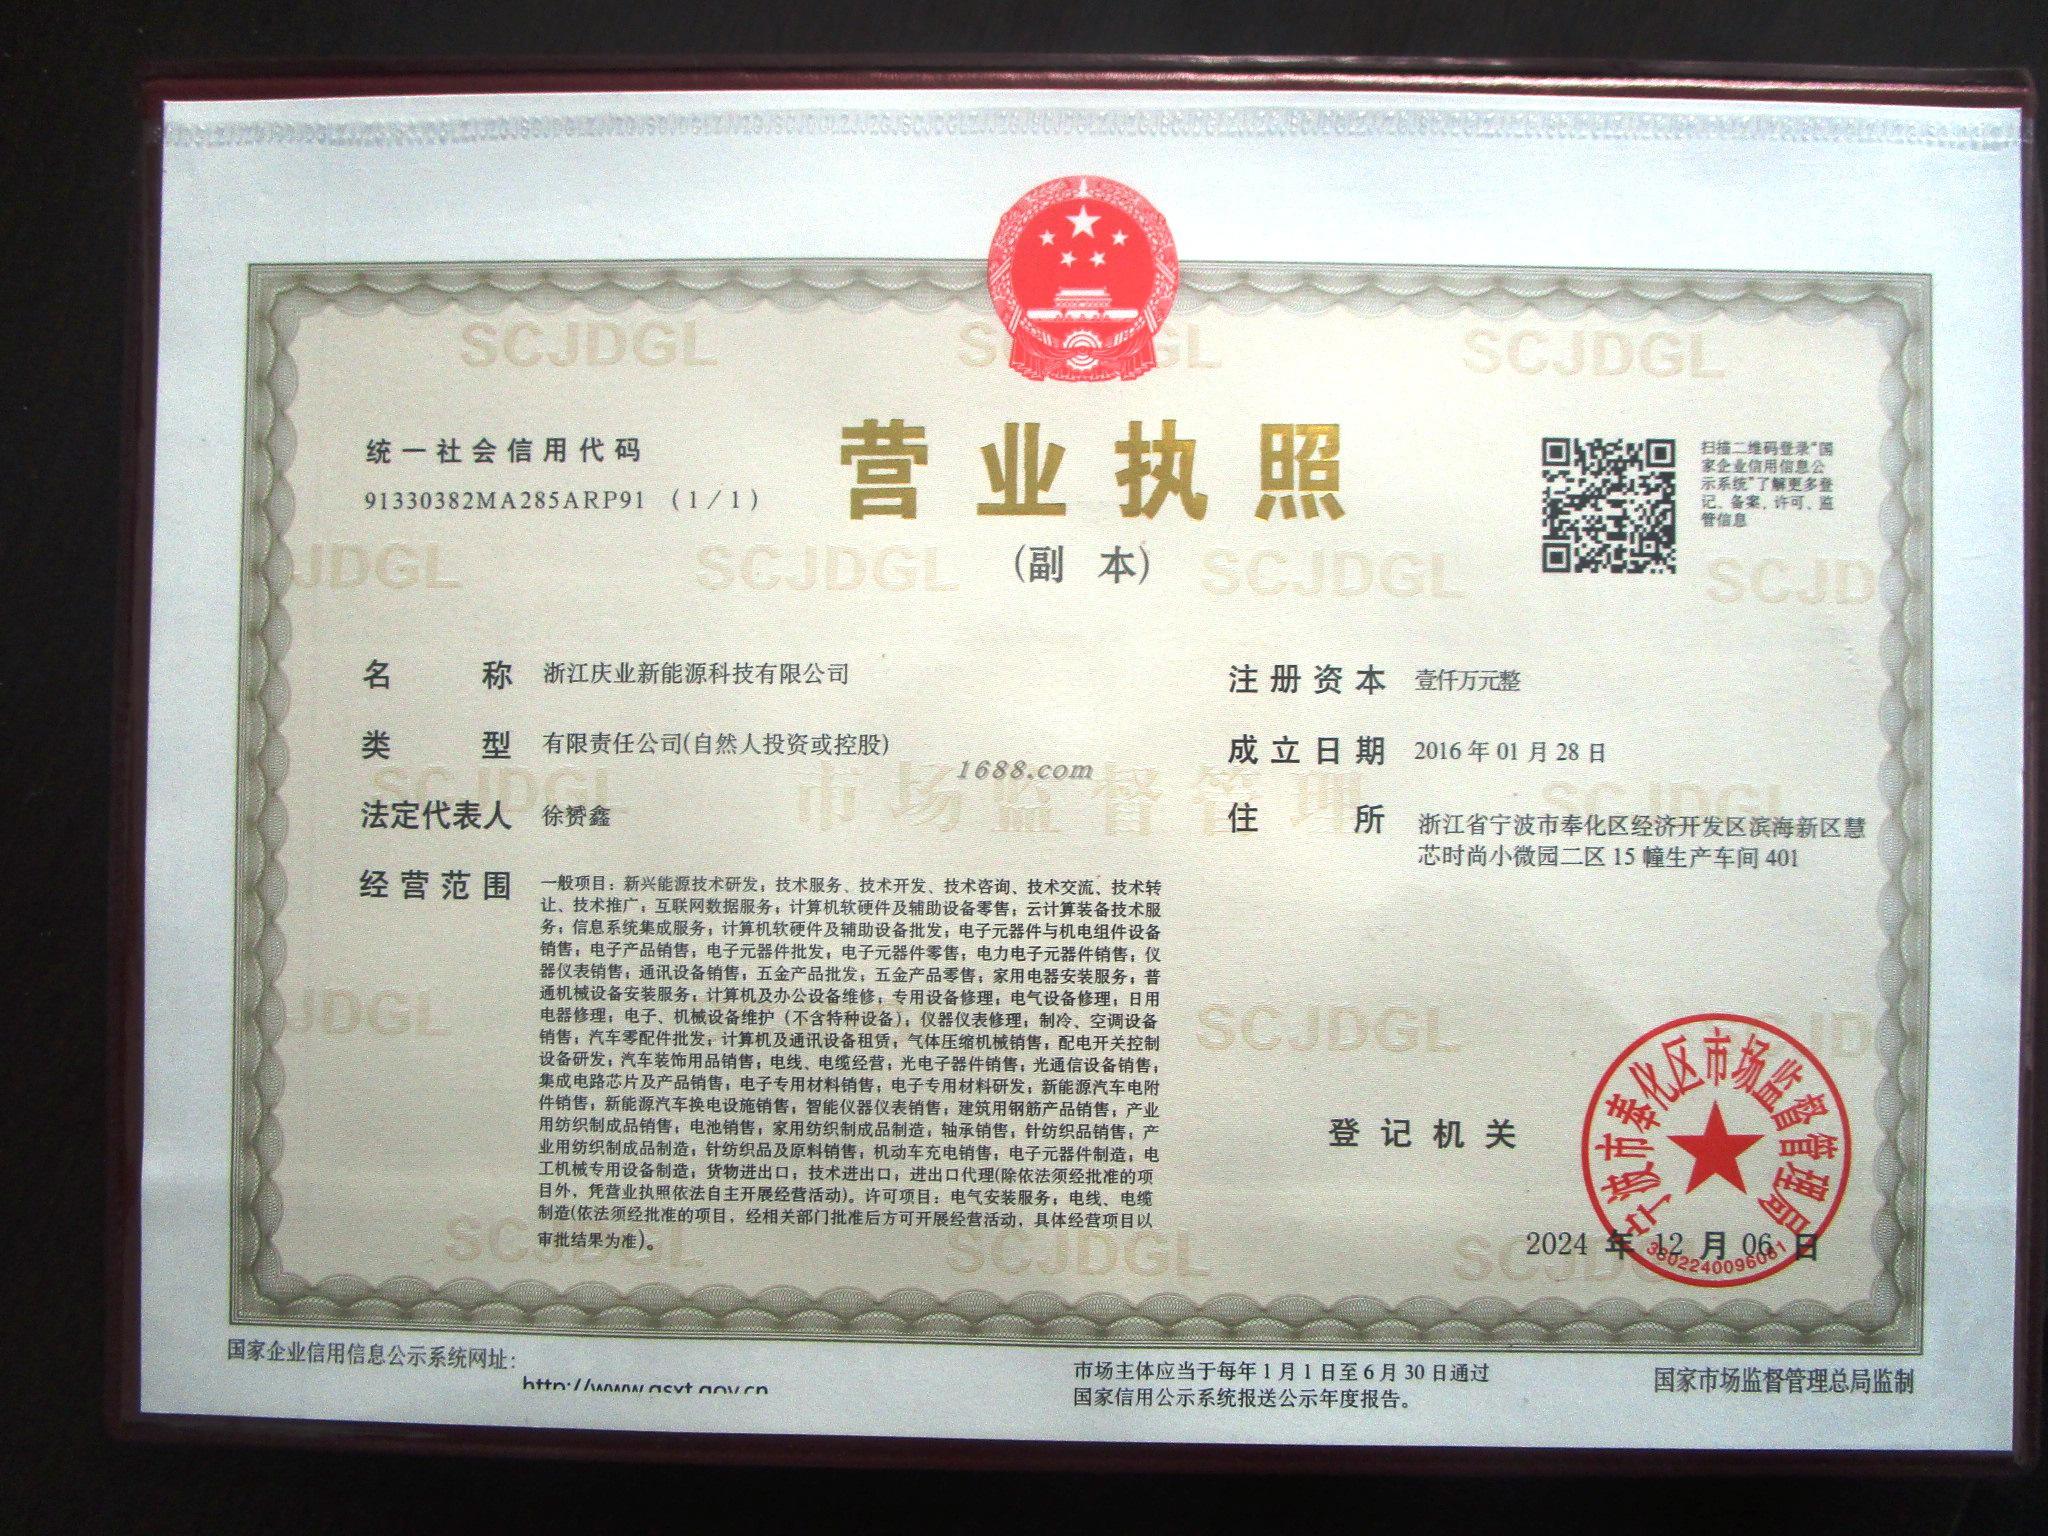 统一社会信用代码
91330382MA285ARP91 (1/1)
营业执照
(副 本)
扫描二维码登录“国
家企业信用信息公
示系统”了解更多登
记、备案，许可、监
管信息
名 称 浙江庆业新能源科技有限公司
注册资本 壹仟万元整
类 型 有限责任公司(自然人投资或控股)
成立日期 2016年01月28日
1688.com
市场监督管理
法定代表人 徐赟鑫
住 所 浙江省宁波市奉化区经济开发区滨海新区慧
芯时尚小微园二区15幢生产车间401
经营范围 一般项目：新兴能源技术研发；技术服务、技术开发、技术咨询、技术交流、技术转
让、技术推广；互联网数据服务；计算机软硬件及辅助设备零售；云计算装备技术服
务；信息系统集成服务；计算机软硬件及辅助设备批发；电子元器件与机电组件设备
销售；电子产品销售；电子元器件批发；电子元器件零售；电力电子元器件销售；仪
器仪表销售；通讯设备销售；五金产品批发；五金产品零售；家用电器安装服务；普
通机械设备安装服务；计算机及办公设备维修；专用设备修理；电气设备修理；日用
电器修理；电子、机械设备维护（不含特种设备）；仪器仪表修理；制冷、空调设备
销售；汽车零配件批发；计算机及通讯设备租赁；气体压缩机械销售；配电开关控制
设备研发；汽车装饰用品销售；电线、电缆经营；光电子器件销售；光通信设备销售；
集成电路芯片及产品销售；电子专用材料销售；电子专用材料研发；新能源汽车电附
件销售；新能源汽车换电设施销售；智能仪器仪表销售；建筑用钢筋产品销售；产业
用纺织制成品销售；电池销售；家用纺织制成品制造；轴承销售；针纺织品销售；产
业用纺织制成品制造；针纺织品及原料销售；机动车充电销售；电子元器件制造；电
工机械专用设备制造；货物进出口；技术进出口；进出口代理(除依法须经批准的项
目外，凭营业执照依法自主开展经营活动)。许可项目：电气安装服务；电线、电缆
制造(依法须经批准的项目，经相关部门批准后方可开展经营活动，具体经营项目以
审批结果为准)。
登记机关
宁波市奉化区市场监督管理局
2024年12月06日
3302240096081
国家企业信用信息公示系统网址：
http://www.gsxt.gov.cn
市场主体应当于每年1月1日至6月30日通过
国家信用公示系统报送公示年度报告。
国家市场监督管理总局监制